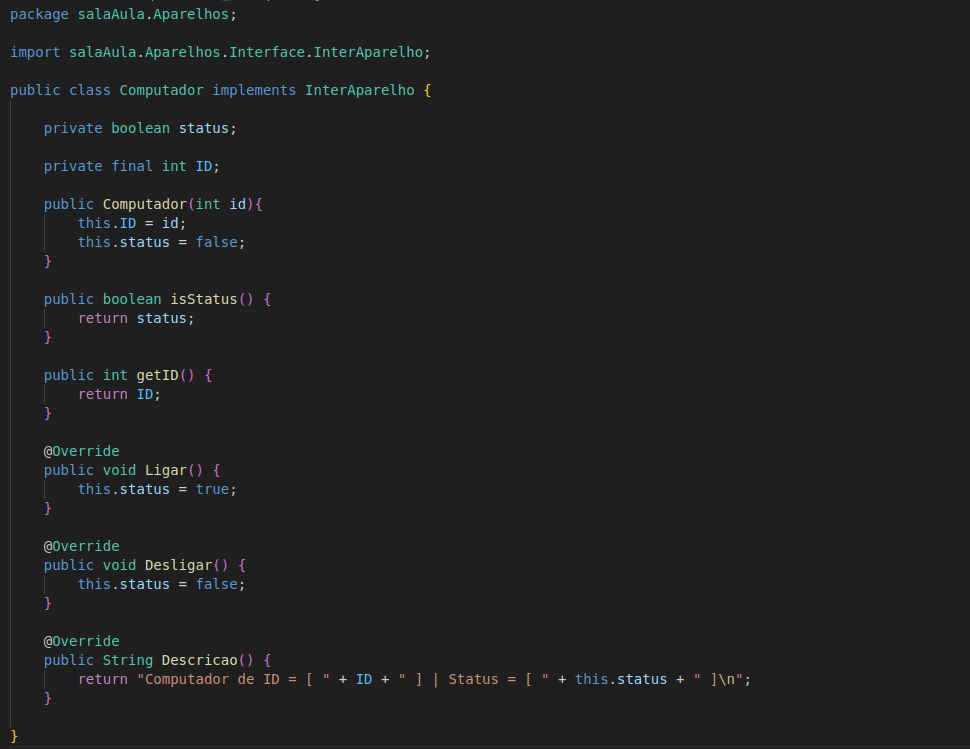 package salaAula.Aparelhos;
import salaAula.Aparelhos.Interface.InterAparelho;
public class Computador implements InterAparelho {
private boolean status;
private final int ID;
public Computador(int id){
this.ID = id;
this.status = false;
}
public boolean isStatus() {
return status;
}
public int getID() {
return ID;
}
@Override
public void Ligar() {
this.status = true;
}
@Override
public void Desligar() {
this.status = false;
}
@Override
public String Descricao() {
return "Computador de ID = [ " + ID + " ] | Status = [ " + this.status + " ]\n";
}
}